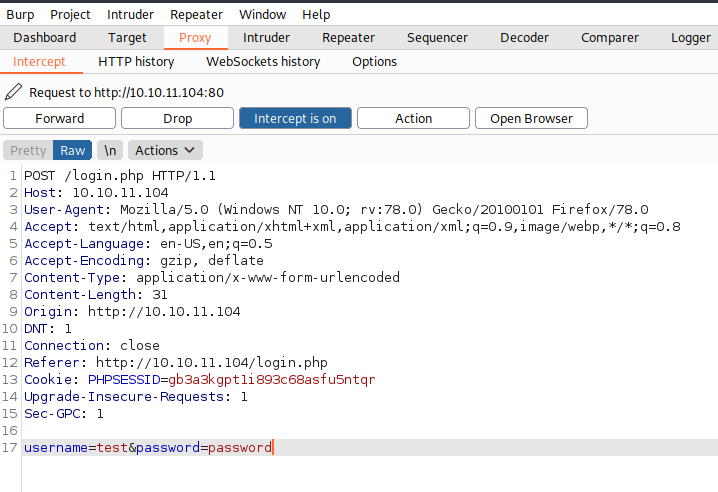 Burp Project Intruder Repeater Window Help
Dashboard Target Proxy Intruder Repeater Sequencer Decoder Comparer Logger
Intercept HTTP history WebSockets history Options
Request to http://10.10.11.104:80
Forward Drop Intercept is on Action Open Browser
Pretty Raw \n Actions
1 POST /login.php HTTP/1.1
2 Host: 10.10.11.104
3 User-Agent: Mozilla/5.0 (Windows NT 10.0; rv:78.0) Gecko/20100101 Firefox/78.0
4 Accept: text/html,application/xhtml+xml,application/xml;q=0.9,image/webp,*/*;q=0.8
5 Accept-Language: en-US,en;q=0.5
6 Accept-Encoding: gzip, deflate
7 Content-Type: application/x-www-form-urlencoded
8 Content-Length: 31
9 Origin: http://10.10.11.104
10 DNT: 1
11 Connection: close
12 Referer: http://10.10.11.104/login.php
13 Cookie: PHPSESSID=gb3a3kgpt1i893c68asfu5ntqr
14 Upgrade-Insecure-Requests: 1
15 Sec-GPC: 1
16
17 username=test&password=password